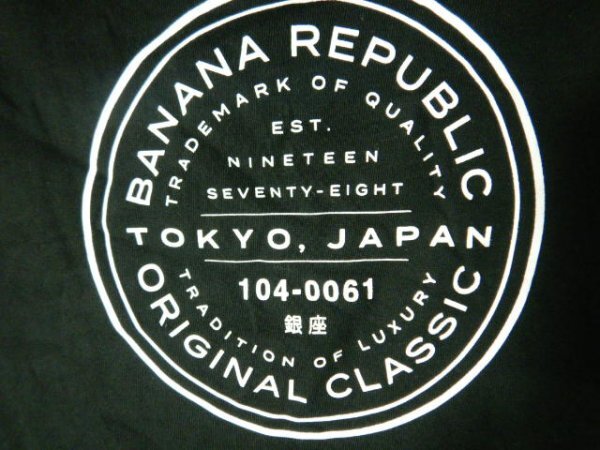 BANANA REPUBLIC
TRADEMARK OF QUALITY
EST.
NINETEEN
SEVENTY-EIGHT
TOKYO, JAPAN
104-0061
銀座
TRADITION OF LUXURY
ORIGINAL CLASSIC